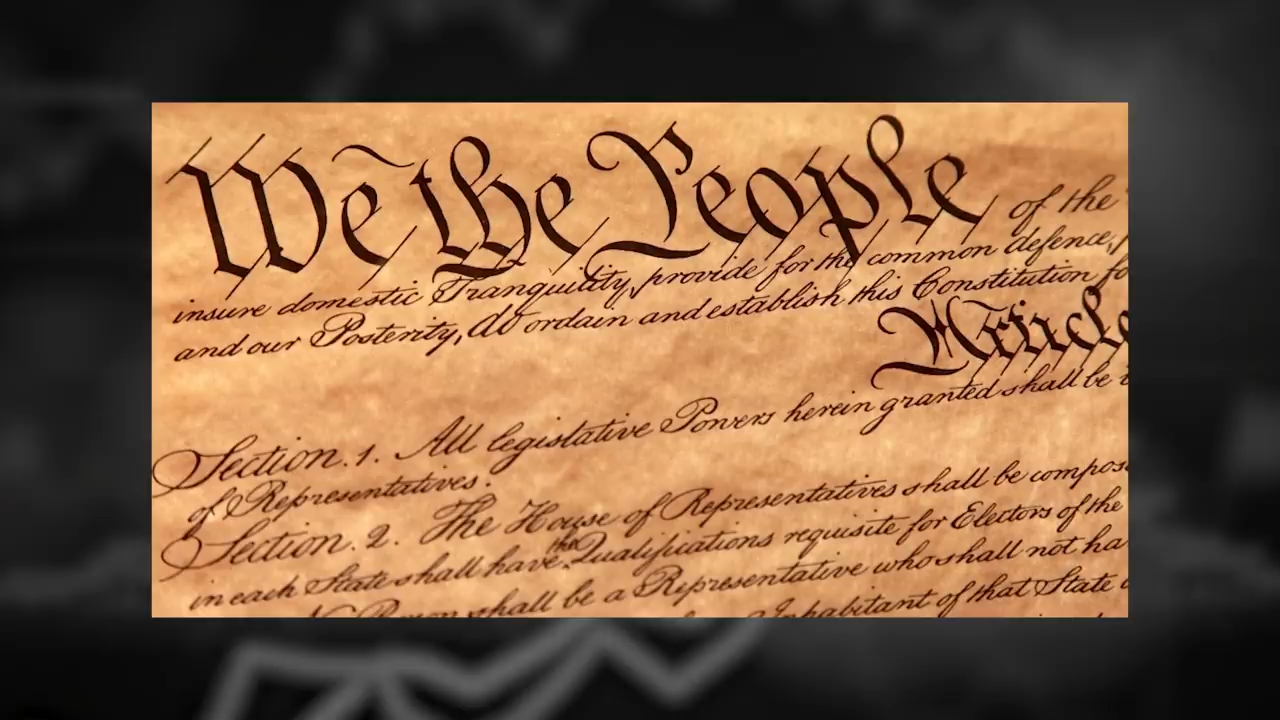 We the People of the
insure domestic Tranquility, provide for the common defence,
and our Posterity, do ordain and establish this Constitution fo
Article
Section. 1. All legislative Powers herein granted shall be
of Representatives.
Section. 2. The House of Representatives shall be compos
the
in each State shall have Qualifications requisite for Electors of the
No Person shall be a Representative who shall not ha
Inhabitant of that State